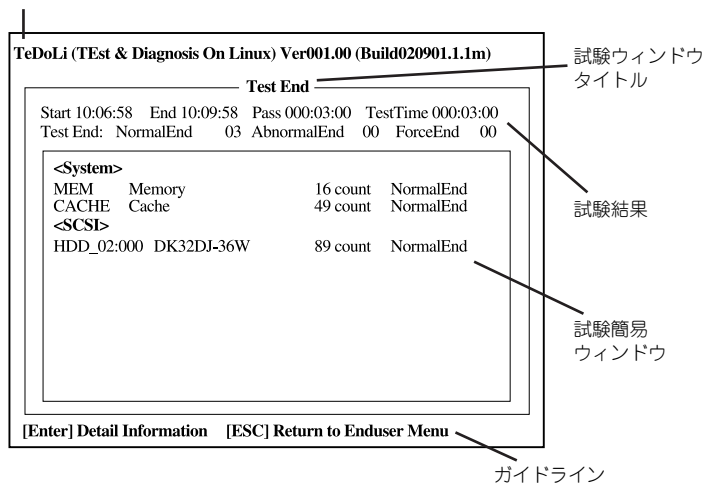 TeDoLi (TEst & Diagnosis On Linux) Ver001.00 (Build020901.1.1m)
試験ウィンドウ
タイトル
Test End
Start 10:06:58 End 10:09:58 Pass 000:03:00 TestTime 000:03:00
Test End: NormalEnd 03 AbnormalEnd 00 ForceEnd 00
<System>
MEM Memory 16 count NormalEnd
CACHE Cache 49 count NormalEnd
試験結果
<SCSI>
HDD_02:000 DK32DJ-36W 89 count NormalEnd
試験簡易
ウィンドウ
[Enter] Detail Information [ESC] Return to Enduser Menu
ガイドライン